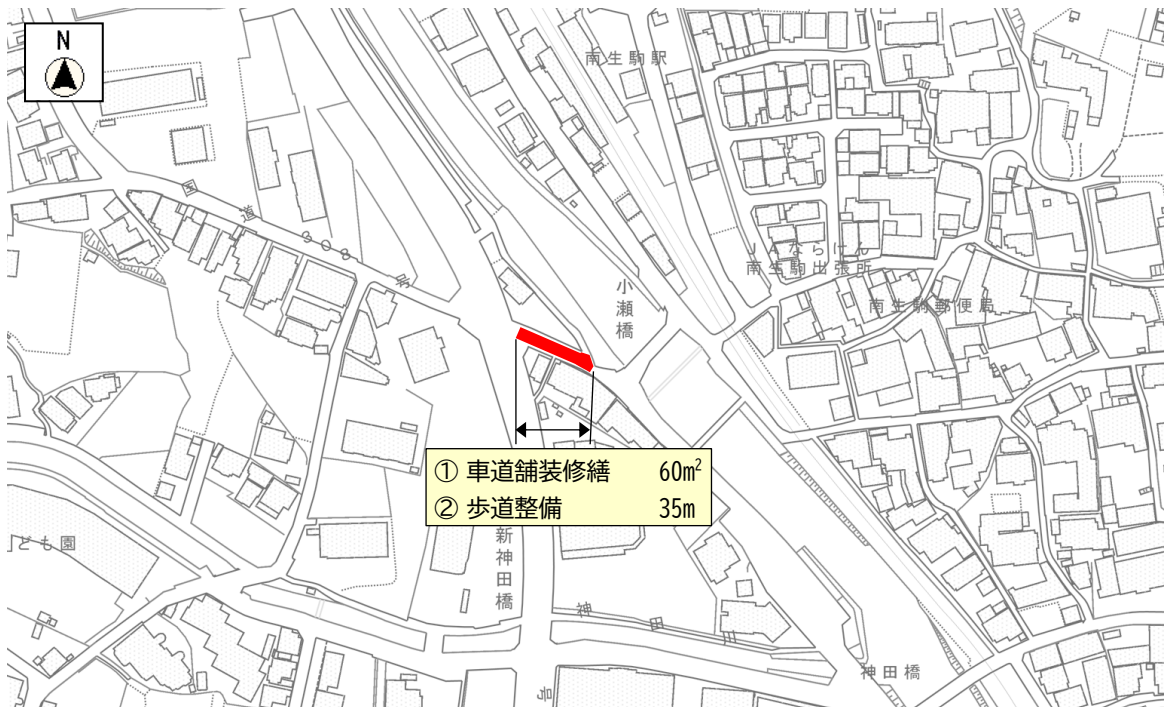 N
南生駒駅
道308号
JAならけん
南生駒出張所
小瀬橋
南生駒郵便局
① 車道舗装修繕 60m²
② 歩道整備 35m
ども園
新神田橋
神田川
神田橋
号